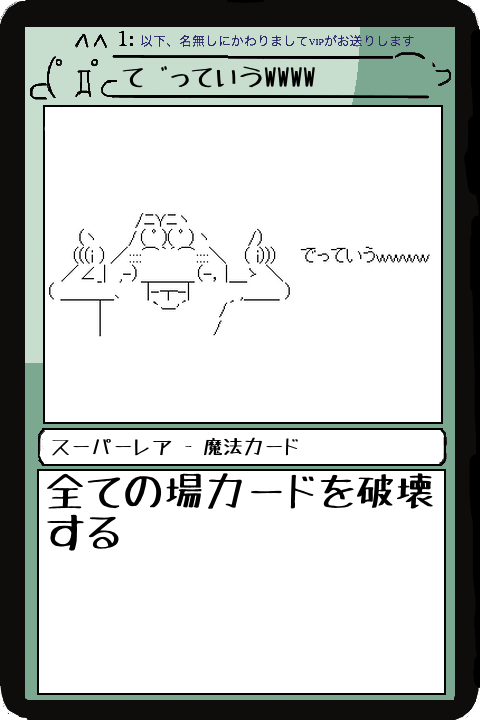 1: 以下、名無しにかわりましてVIPがお送りします
て゛っていうWWWW
でっていうwwwww
スーパーレア - 魔法カード
全ての場カードを破壊
する